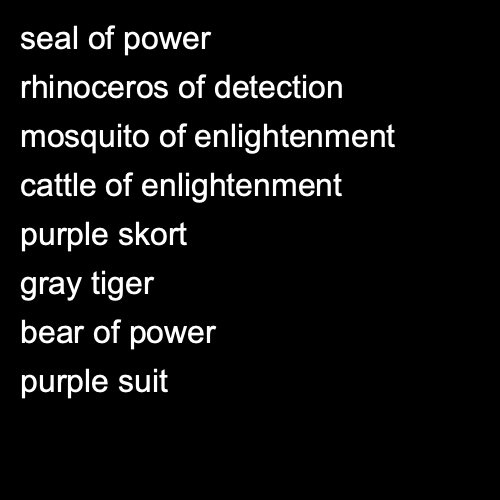 seal of power
rhinoceros of detection
mosquito of enlightenment
cattle of enlightenment
purple skort
gray tiger
bear of power
purple suit